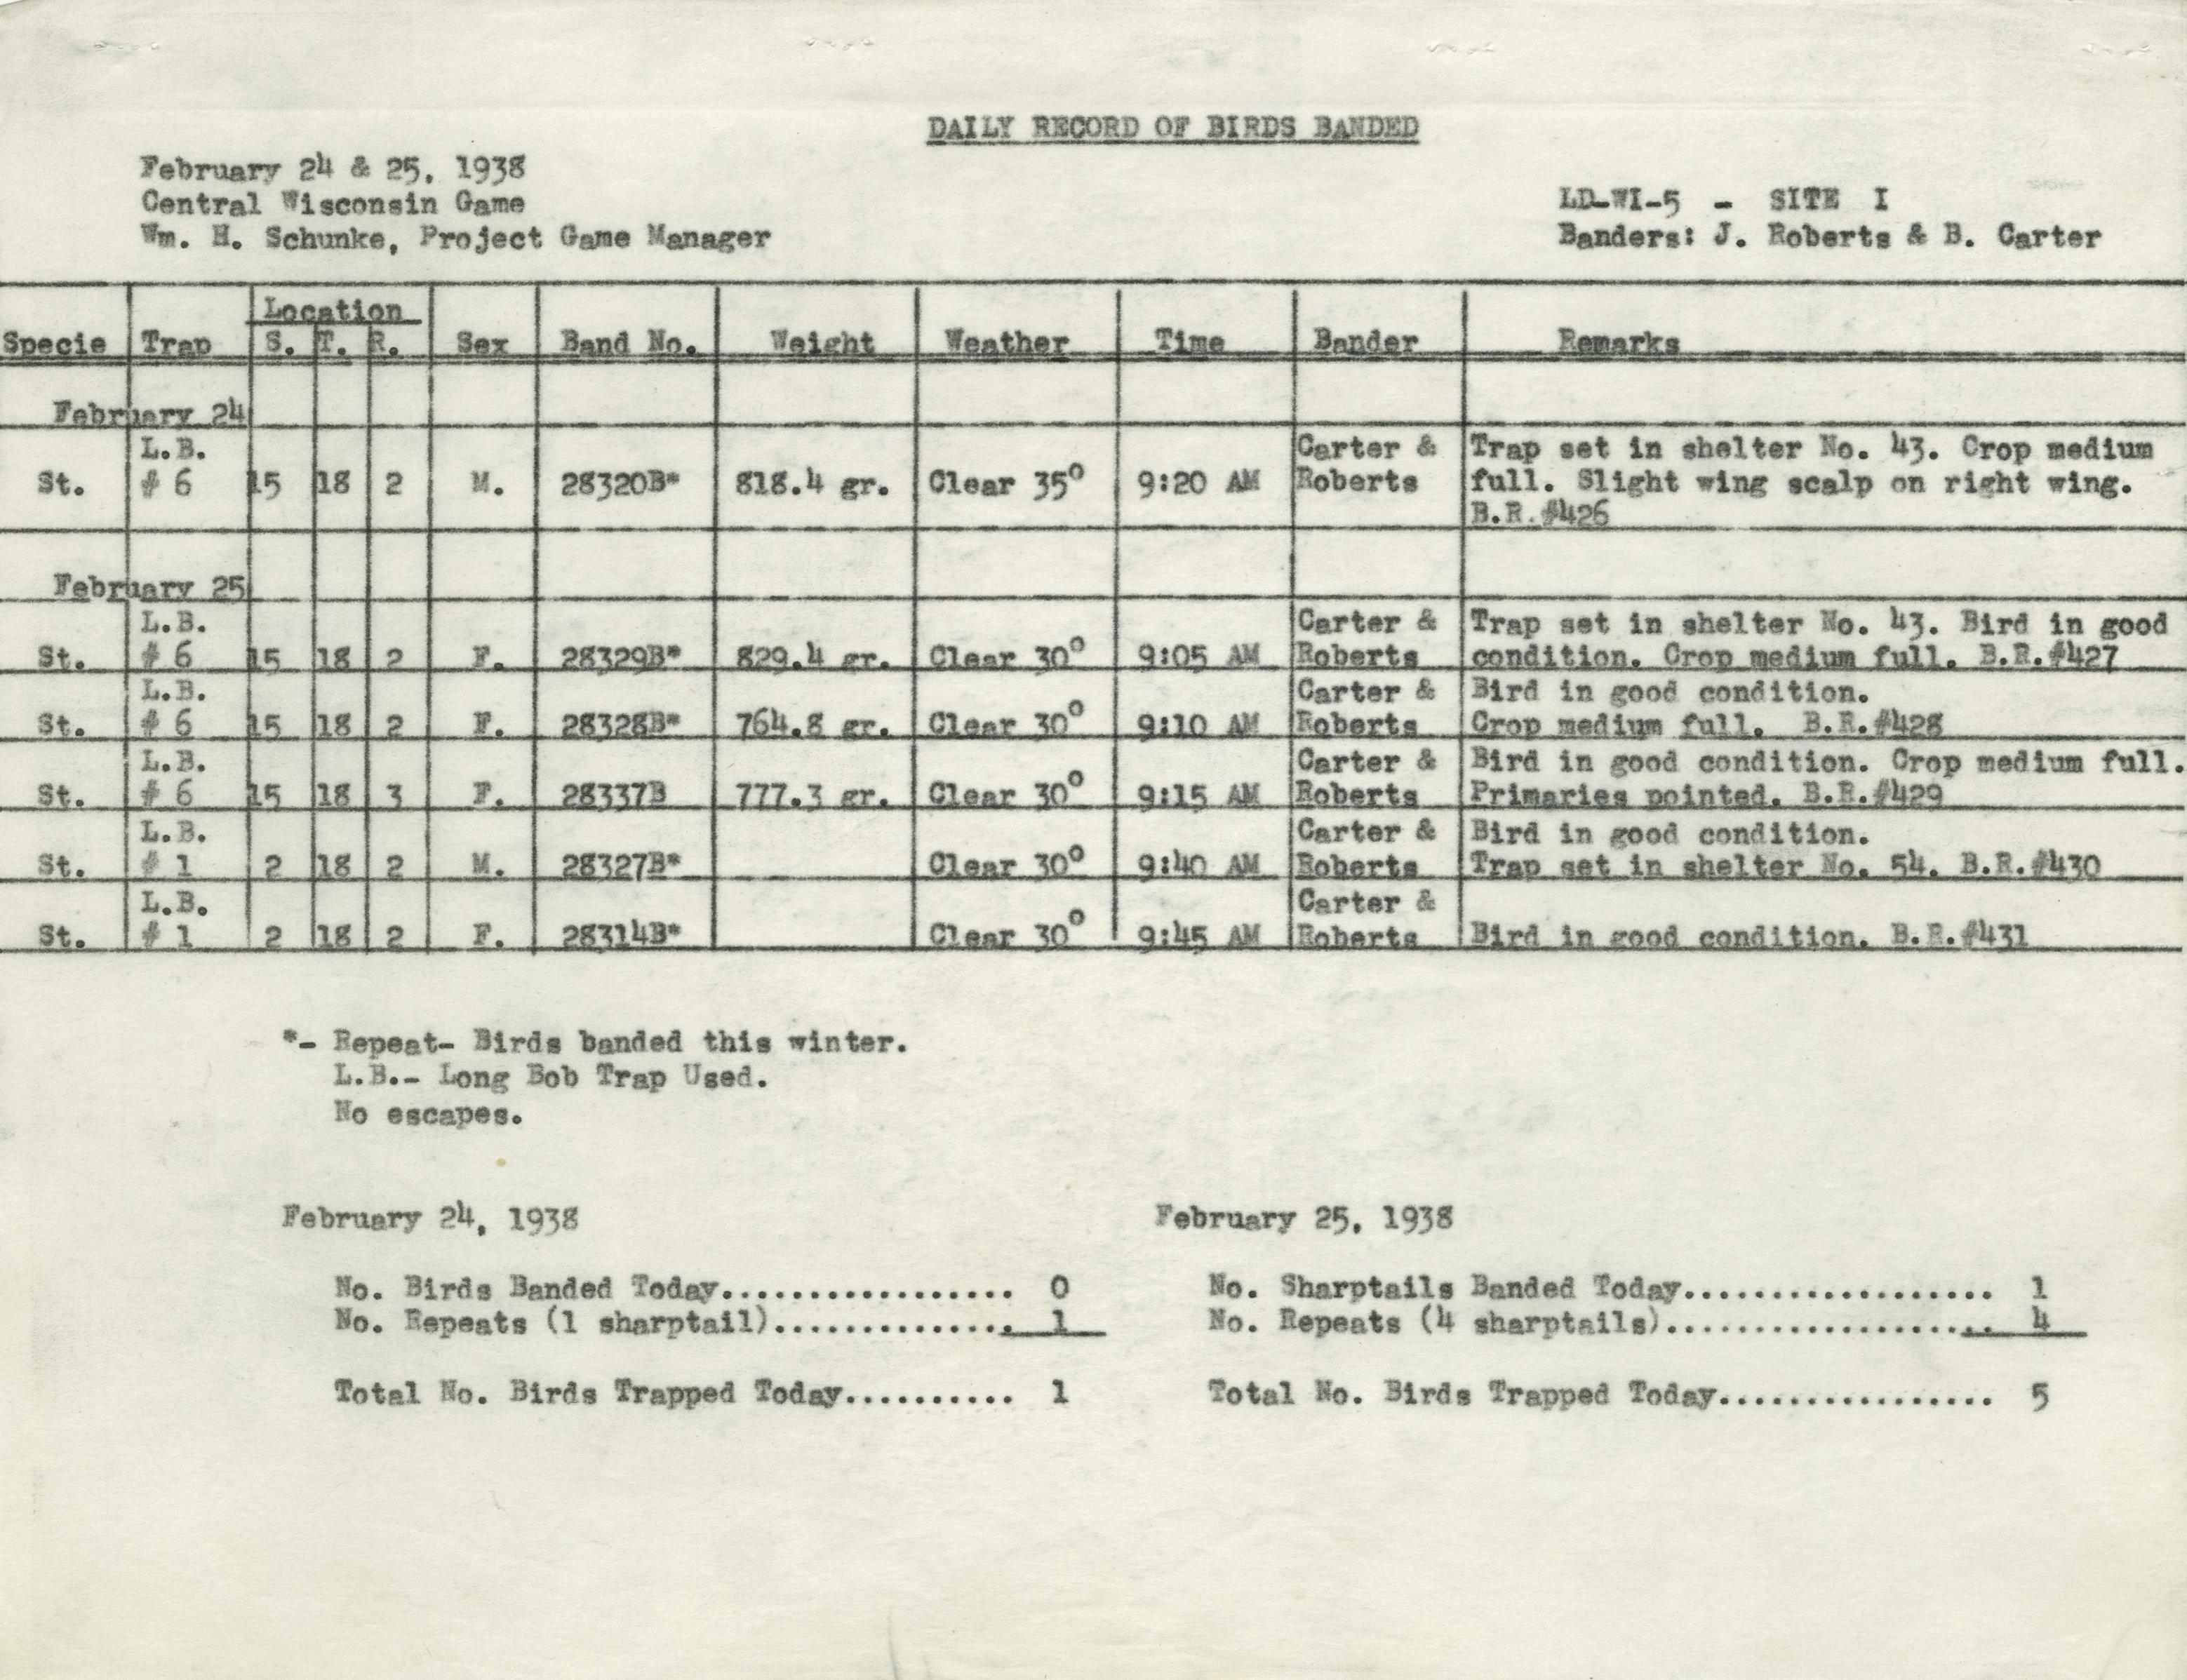 DAILY RECORD OF BIRDS BANDED
February 24 & 25, 1938
Central Wisconsin Game
Wm. H. Schunke, Project Game Manager
LD-WI-5 - SITE I
Banders: J. Roberts & B. Carter
Location
Specie Trap S. T. R. Sex Band No. Weight Weather Time Bander Remarks
February 24
L.B. Carter & Trap set in shelter No. 43. Crop medium
St. # 6 15 18 2 M. 28320B* 818.4 gr. Clear 35° 9:20 AM Roberts full. Slight wing scalp on right wing.
B.R.#426
February 25
L.B. Carter & Trap set in shelter No. 43. Bird in good
St. # 6 15 18 2 F. 28329B* 829.4 gr. Clear 30° 9:05 AM Roberts condition. Crop medium full. B.R.#427
L.B. Carter & Bird in good condition.
St. # 6 15 18 2 F. 28328B* 764.8 gr. Clear 30° 9:10 AM Roberts Crop medium full. B.R.#428
L.B. Carter & Bird in good condition. Crop medium full.
St. # 6 15 18 3 F. 28337B 777.3 gr. Clear 30° 9:15 AM Roberts Primaries pointed. B.R.#429
L.B. Carter & Bird in good condition.
St. # 1 2 18 2 M. 28327B* Clear 30° 9:40 AM Roberts Trap set in shelter No. 54. B.R.#430
L.B. Carter &
St. # 1 2 18 2 F. 28314B* Clear 30° 9:45 AM Roberts Bird in good condition. B.R.#431
*- Repeat- Birds banded this winter.
L.B.- Long Bob Trap Used.
No escapes.
February 24, 1938
No. Birds Banded Today................. 0
No. Repeats (1 sharptail).............. 1
Total No. Birds Trapped Today.......... 1
February 25, 1938
No. Sharptails Banded Today.................. 1
No. Repeats (4 sharptails)................... 4
Total No. Birds Trapped Today................ 5